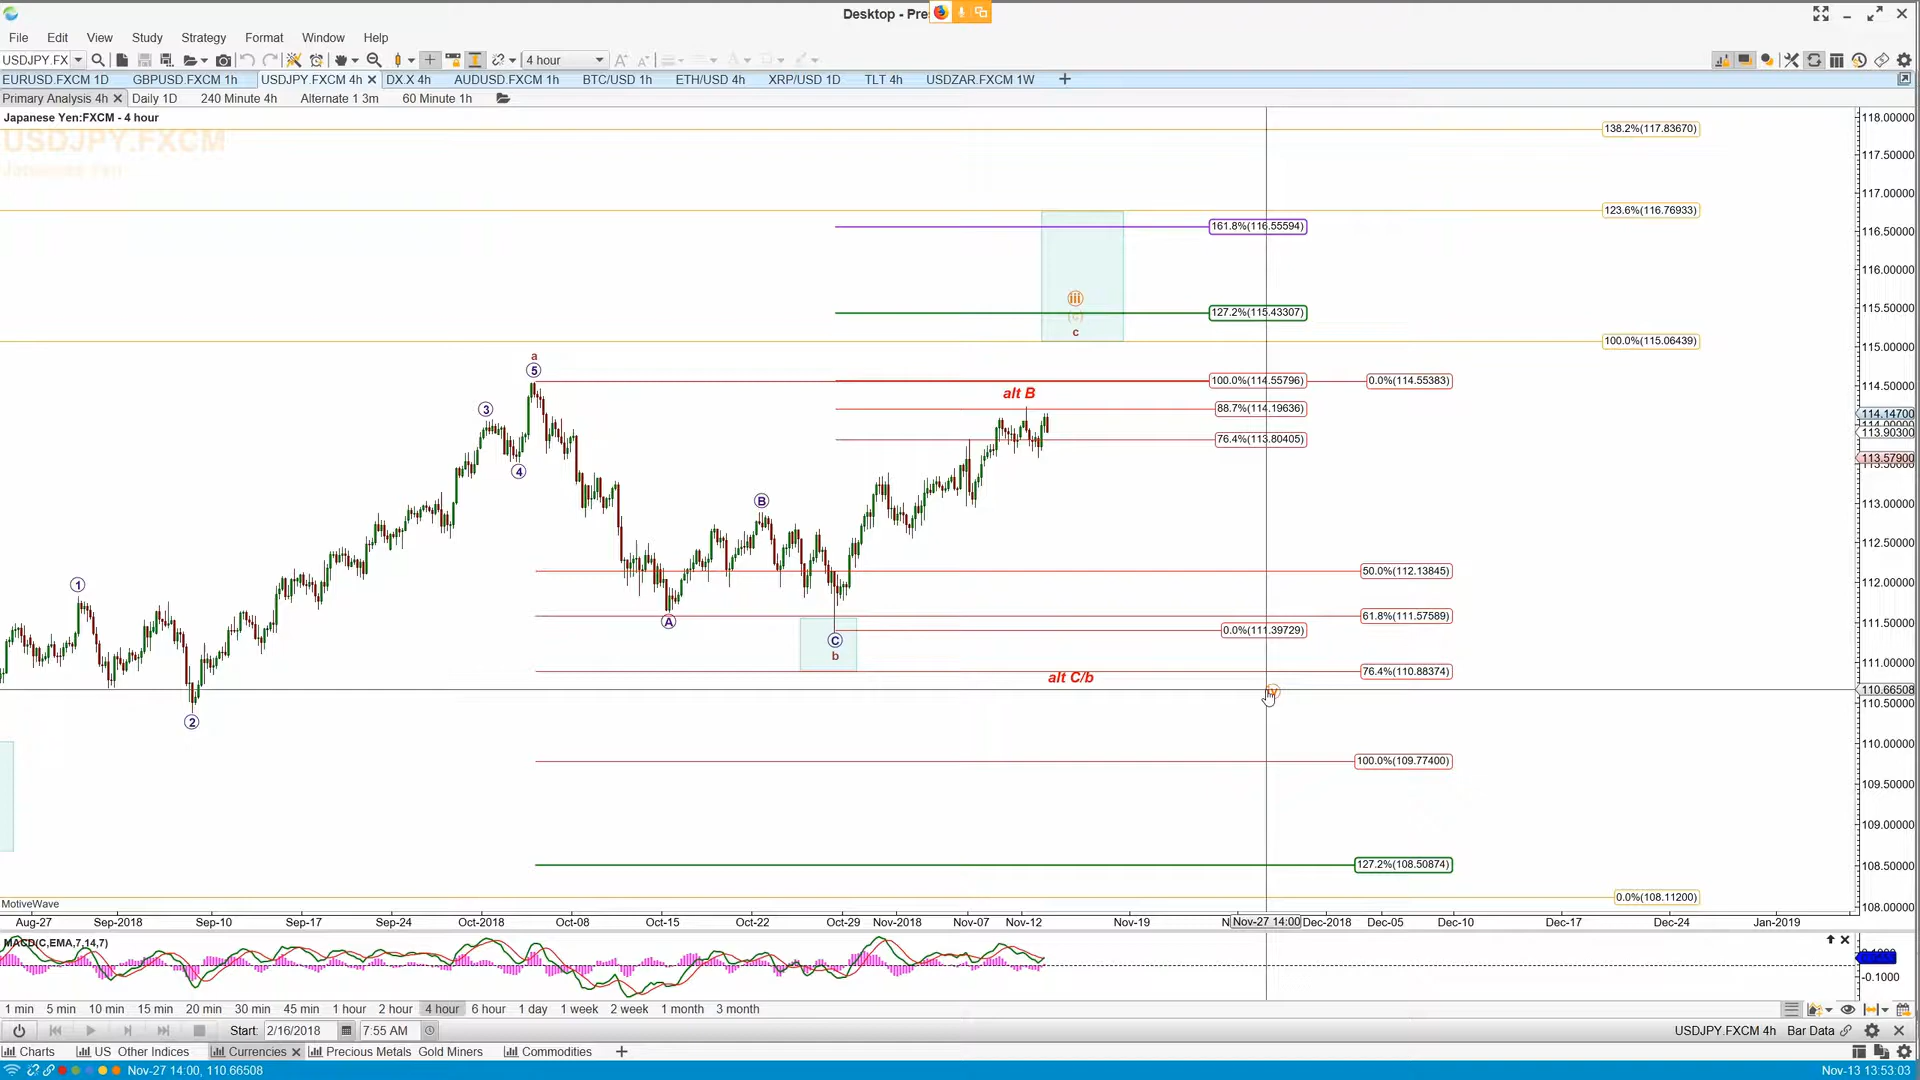 Desktop - Pre
File Edit View Study Strategy Format Window Help
USDJPY.FX 4 hour
EURUSD.FXCM 1D GBPUSD.FXCM 1h USDJPY.FXCM 4h DX.X 4h AUDUSD.FXCM 1h BTC/USD 1h ETH/USD 4h XRP/USD 1D TLT 4h USDZAR.FXCM 1W
Primary Analysis 4h Daily 1D 240 Minute 4h Alternate 1 3m 60 Minute 1h
Japanese Yen:FXCM - 4 hour
USDJPY.FXCM
Japanese Yen
118.00000
138.2%(117.83670)
117.50000
117.00000
123.6%(116.76933)
161.8%(116.55594)
116.50000
116.00000
iii
127.2%(115.43307)
115.50000
(c)
c
100.0%(115.06439)
115.00000
a
5
100.0%(114.55796) 0.0%(114.55383)
114.50000
alt B
3
88.7%(114.19636)
114.14700
113.90300
76.4%(113.80405)
4
113.57900
113.50000
B
113.00000
112.50000
50.0%(112.13845)
112.00000
1
61.8%(111.57589)
111.50000
A
0.0%(111.39729)
C
b
111.00000
76.4%(110.88374)
alt C/b
110.66508
110.50000
2
110.00000
100.0%(109.77400)
109.50000
109.00000
127.2%(108.50874)
108.50000
0.0%(108.11200)
108.00000
MotiveWave
Aug-27 Sep-2018 Sep-10 Sep-17 Sep-24 Oct-2018 Oct-08 Oct-15 Oct-22 Oct-29 Nov-2018 Nov-07 Nov-12 Nov-19 Nov-27 14:00 Dec-2018 Dec-05 Dec-10 Dec-17 Dec-24 Jan-2019
MACD(C,EMA,7,14,7)
-0.1000
1 min 5 min 10 min 15 min 20 min 30 min 45 min 1 hour 2 hour 4 hour 6 hour 1 day 1 week 2 week 1 month 3 month
Start: 2/16/2018 7:55 AM USDJPY.FXCM 4h Bar Data
Charts US Other Indices Currencies Precious Metals Gold Miners Commodities
Nov-27 14:00, 110.66508 Nov-13 13:53:03